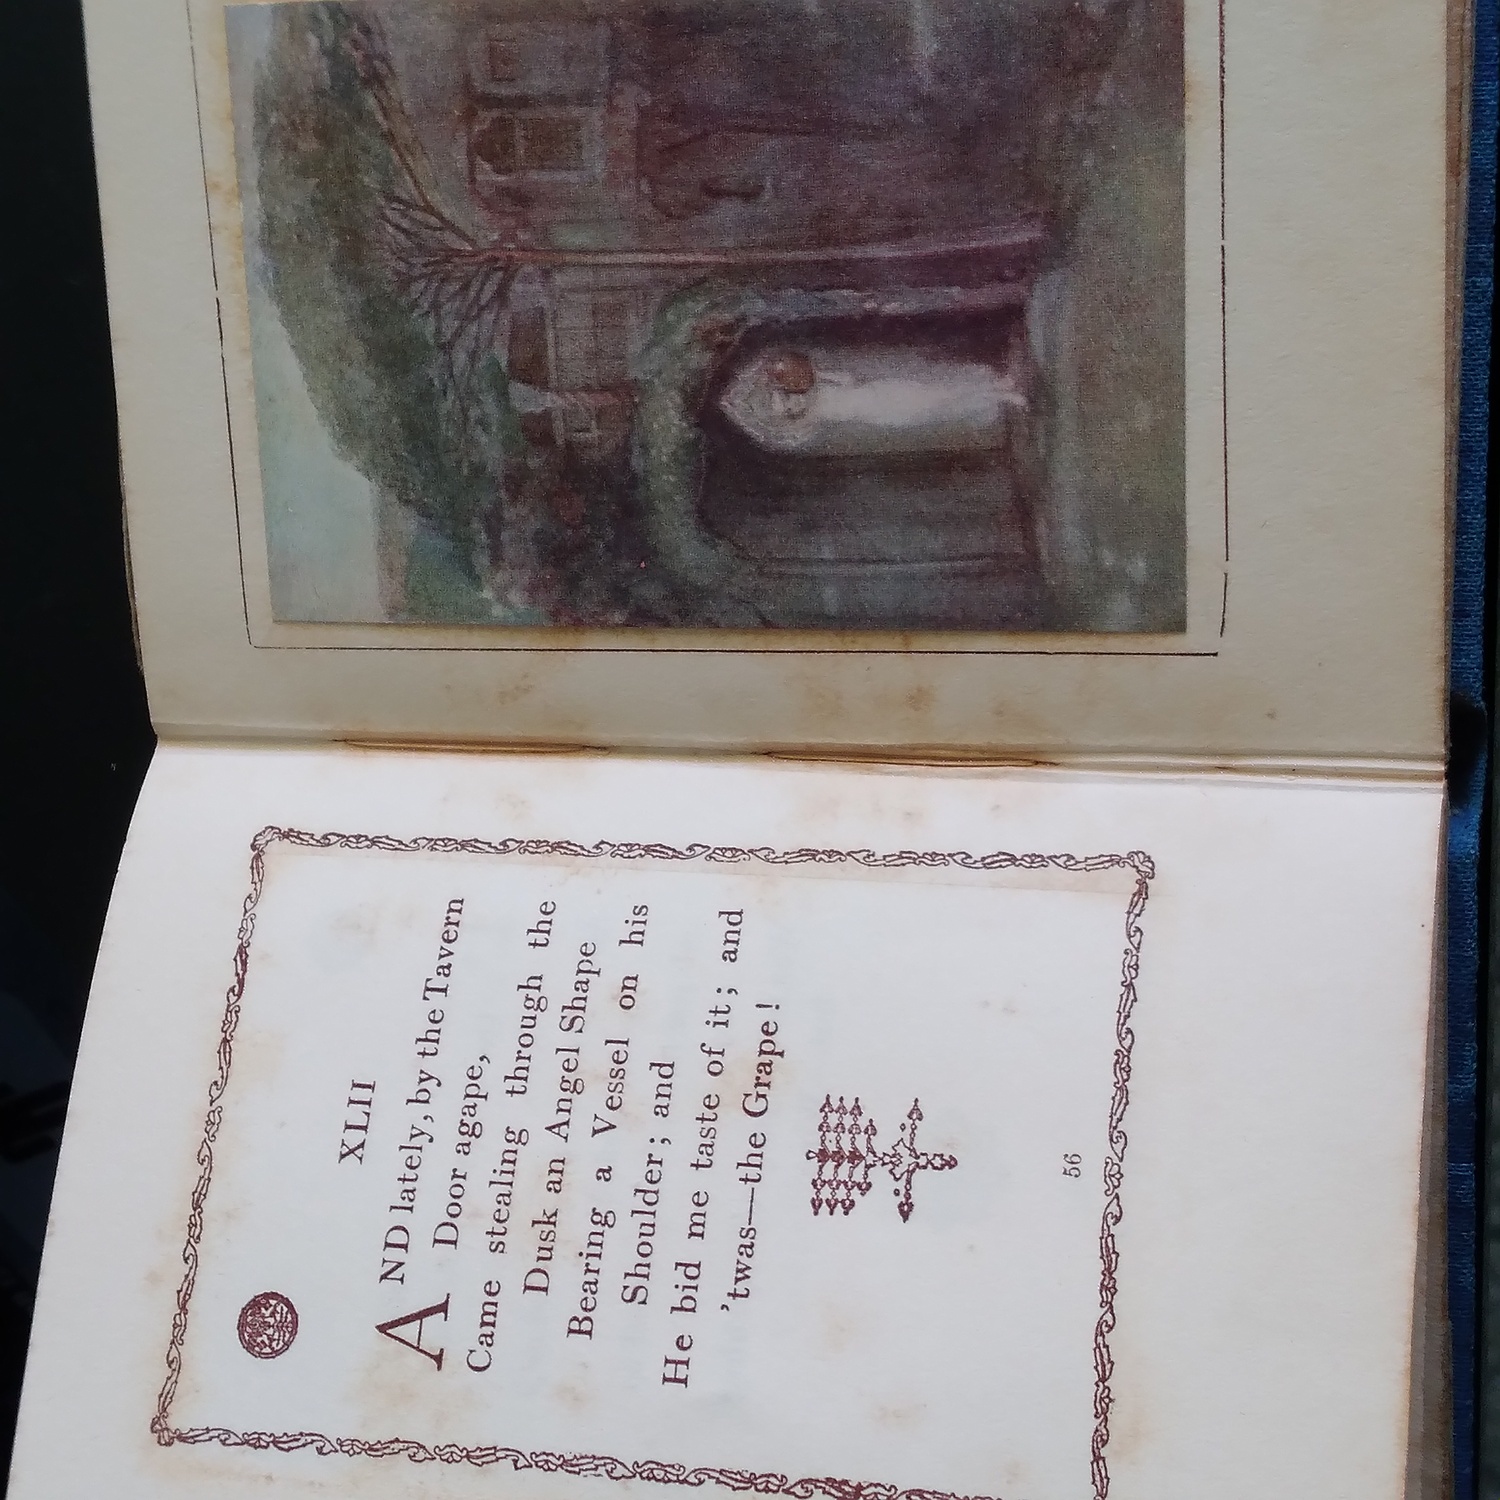 XLII
AND lately, by the Tavern
Door agape,
Came stealing through the
Dusk an Angel Shape
Bearing a Vessel on his
Shoulder; and
He bid me taste of it; and
'twas—the Grape!
56